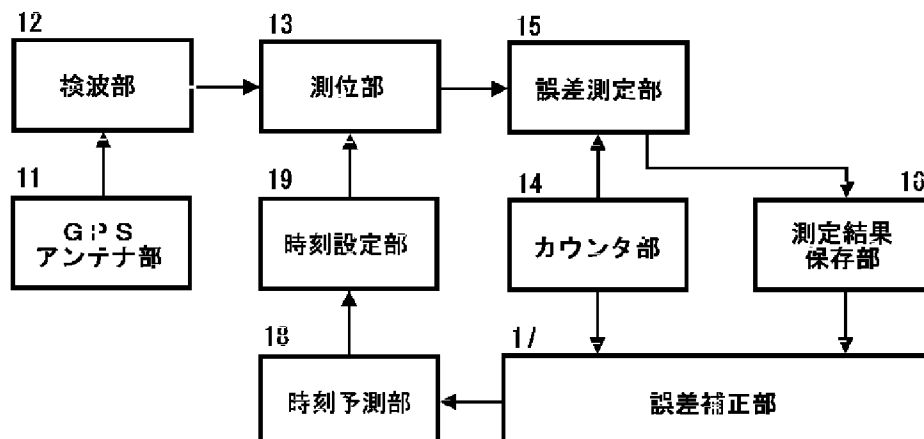 12
検波部
13
測位部
15
誤差測定部
11
GPS
アンテナ部
19
時刻設定部
14
カウンタ部
16
測定結果
保存部
18
時刻予測部
17
誤差補正部